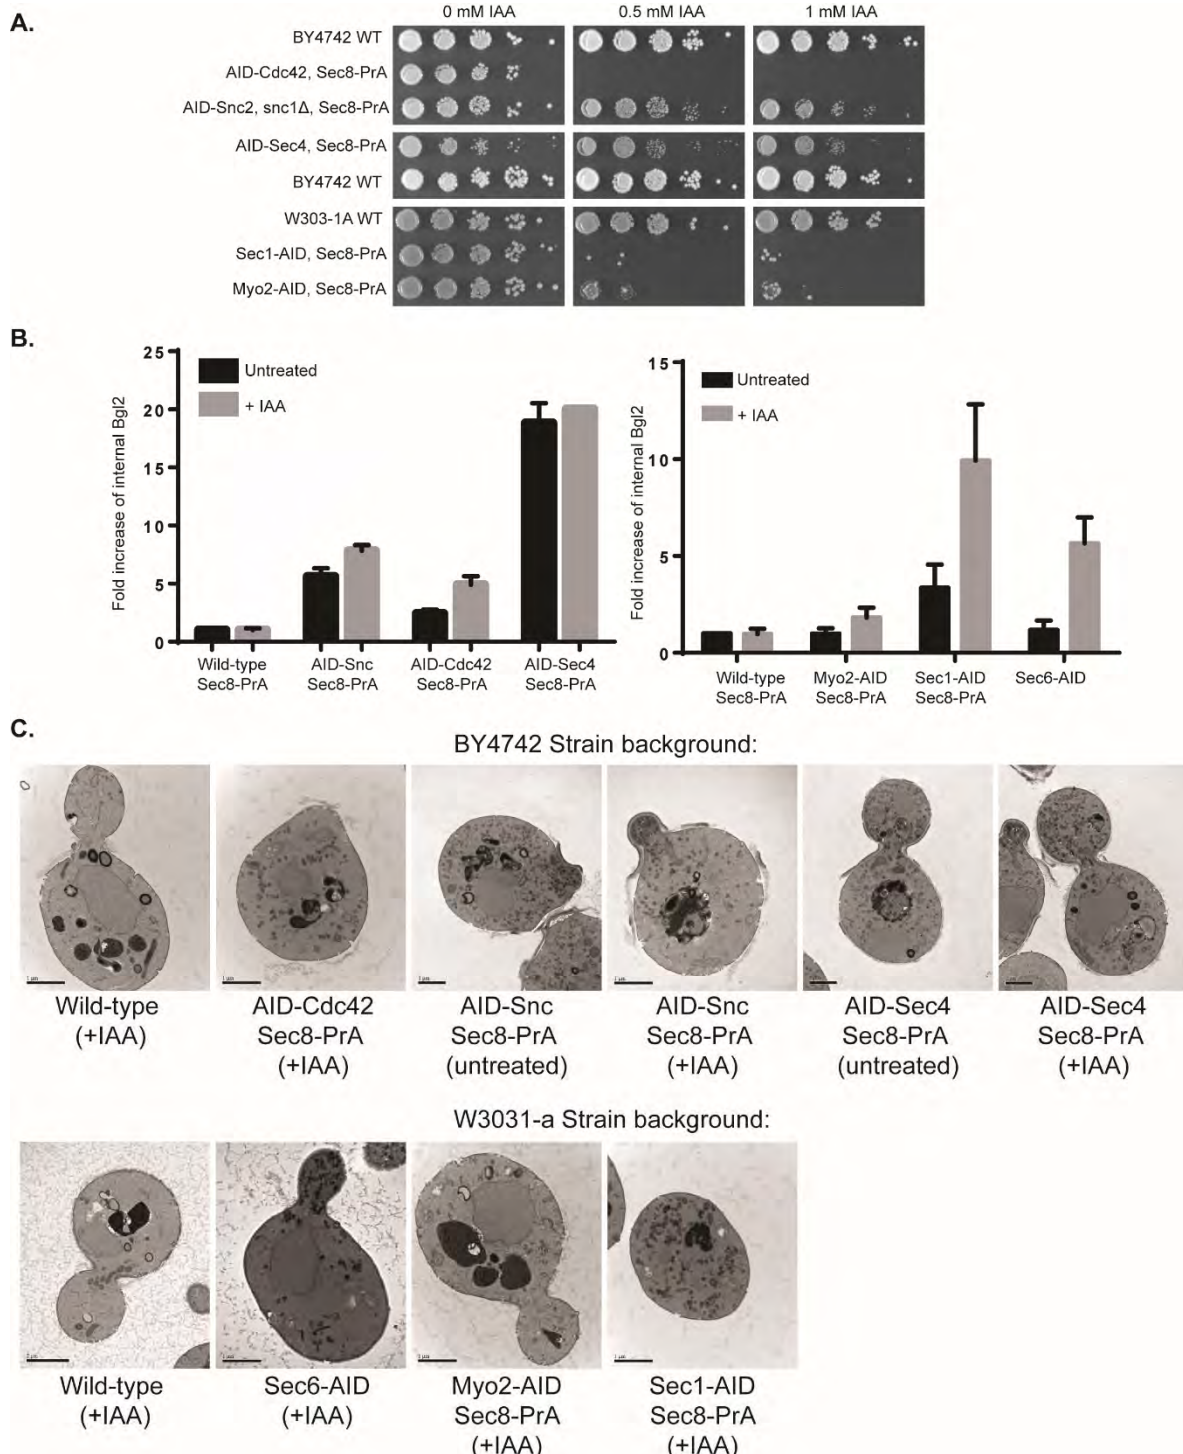 A.
0 mM IAA
0.5 mM IAA
1 mM IAA
BY4742 WT
AID-Cdc42, Sec8-PrA
AID-Snc2, snc1Δ, Sec8-PrA
AID-Sec4, Sec8-PrA
BY4742 WT
W303-1A WT
Sec1-AID, Sec8-PrA
Myo2-AID, Sec8-PrA
B.
Fold increase of internal Bgl2
25
20
15
10
5
0
Untreated
+ IAA
Wild-type
Sec8-PrA
AID-Snc
Sec8-PrA
AID-Cdc42
Sec8-PrA
AID-Sec4
Sec8-PrA
Fold increase of internal Bgl2
15
10
5
0
Untreated
+ IAA
Wild-type
Sec8-PrA
Myo2-AID
Sec8-PrA
Sec1-AID
Sec8-PrA
Sec6-AID
C.
BY4742 Strain background:
Wild-type
(+IAA)
AID-Cdc42
Sec8-PrA
(+IAA)
AID-Snc
Sec8-PrA
(untreated)
AID-Snc
Sec8-PrA
(+IAA)
AID-Sec4
Sec8-PrA
(untreated)
AID-Sec4
Sec8-PrA
(+IAA)
W3031-a Strain background:
Wild-type
(+IAA)
Sec6-AID
(+IAA)
Myo2-AID
Sec8-PrA
(+IAA)
Sec1-AID
Sec8-PrA
(+IAA)